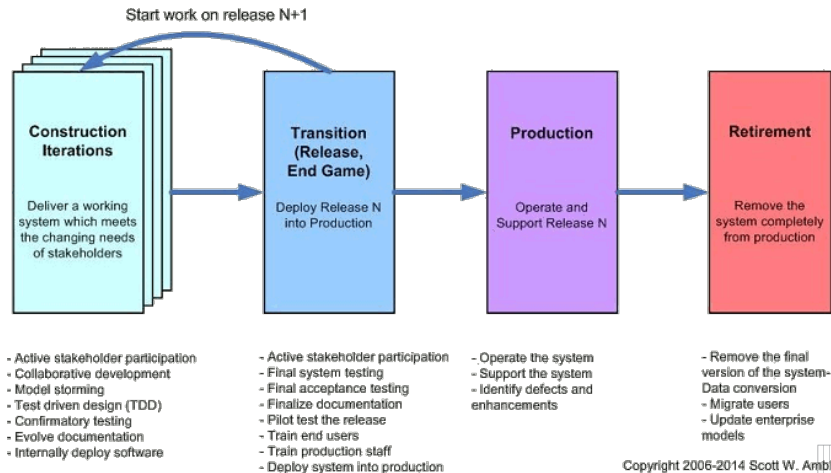 Start work on release N+1
Construction
Iterations
Deliver a working
system which meets
the changing needs
of stakeholders
Transition
(Release,
End Game)
Deploy Release N
into Production
Production
Operate and
Support Release N
Retirement
Remove the
system completely
from production
- Active stakeholder participation
- Collaborative development
- Model storming
- Test driven design (TDD)
- Confirmatory testing
- Evolve documentation
- Internally deploy software
- Active stakeholder participation
- Final system testing
- Final acceptance testing
- Finalize documentation
- Pilot test the release
- Train end users
- Train production staff
- Deploy system into production
- Operate the system
- Support the system
- Identify defects and
enhancements
- Remove the final
version of the system-
Data conversion
- Migrate users
- Update enterprise
models
Copyright 2006-2014 Scott W.